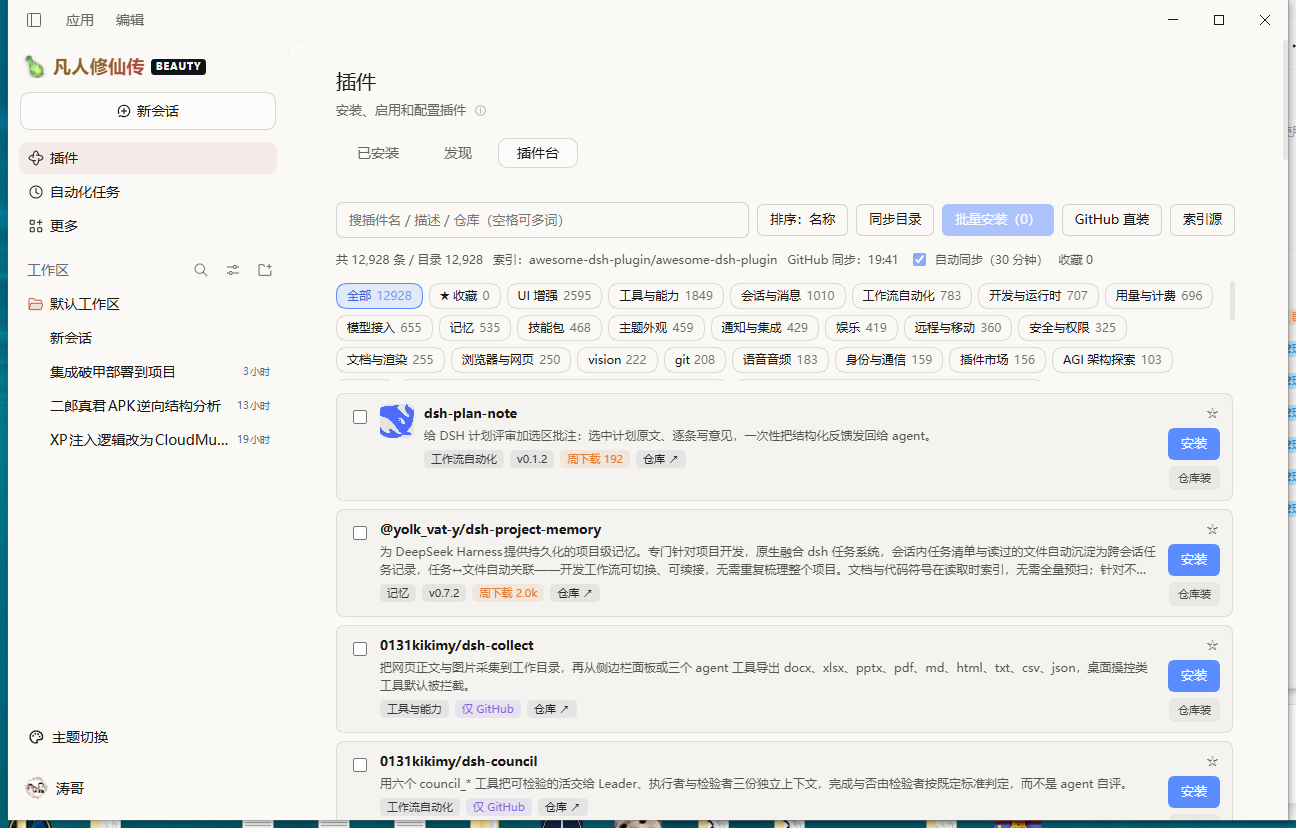 应用 编辑
凡人修仙传 BEAUTY
新会话
插件
自动化任务
更多
工作区
默认工作区
新会话
集成破甲部署到项目 3小时
二郎真君APK逆向结构分析 13小时
XP注入逻辑改为CloudMu... 19小时
主题切换
涛哥
插件
安装、启用和配置插件
已安装 发现 插件台
搜插件名 / 描述 / 仓库（空格可多词） 排序：名称 同步目录 批量安装（0） GitHub 直装 索引源
共 12,928 条 / 目录 12,928 索引：awesome-dsh-plugin/awesome-dsh-plugin GitHub 同步：19:41 自动同步（30 分钟） 收藏 0
全部 12928 ★ 收藏 0 UI 增强 2595 工具与能力 1849 会话与消息 1010 工作流自动化 783 开发与运行时 707 用量与计费 696
模型接入 655 记忆 535 技能包 468 主题外观 459 通知与集成 429 娱乐 419 远程与移动 360 安全与权限 325
文档与渲染 255 浏览器与网页 250 vision 222 git 208 语音音频 183 身份与通信 159 插件市场 156 AGI 架构探索 103
dsh-plan-note ☆
给 DSH 计划评审加选区批注：选中计划原文、逐条写意见，一次性把结构化反馈发回给 agent。
安装
工作流自动化 v0.1.2 周下载 192 仓库 ↗
仓库装
@yolk_vat-y/dsh-project-memory ☆
为 DeepSeek Harness提供持久化的项目级记忆。专门针对项目开发，原生融合 dsh 任务系统，会话内任务清单与读过的文件自动沉淀为跨会话任
务记录，任务↔文件自动关联——开发工作流可切换、可续接，无需重复梳理整个项目。文档与代码符号在读取时索引，无需全量预扫；针对不...
安装
记忆 v0.7.2 周下载 2.0k 仓库 ↗
仓库装
0131kikimy/dsh-collect ☆
把网页正文与图片采集到工作目录，再从侧边栏面板或三个 agent 工具导出 docx、xlsx、pptx、pdf、md、html、txt、csv、json，桌面操控类
工具默认被拦截。
安装
工具与能力 仅 GitHub 仓库 ↗
仓库装
0131kikimy/dsh-council ☆
用六个 council_* 工具把可检验的活交给 Leader、执行者与检验者三份独立上下文，完成与否由检验者按既定标准判定，而不是 agent 自评。
安装
工作流自动化 仅 GitHub 仓库 ↗